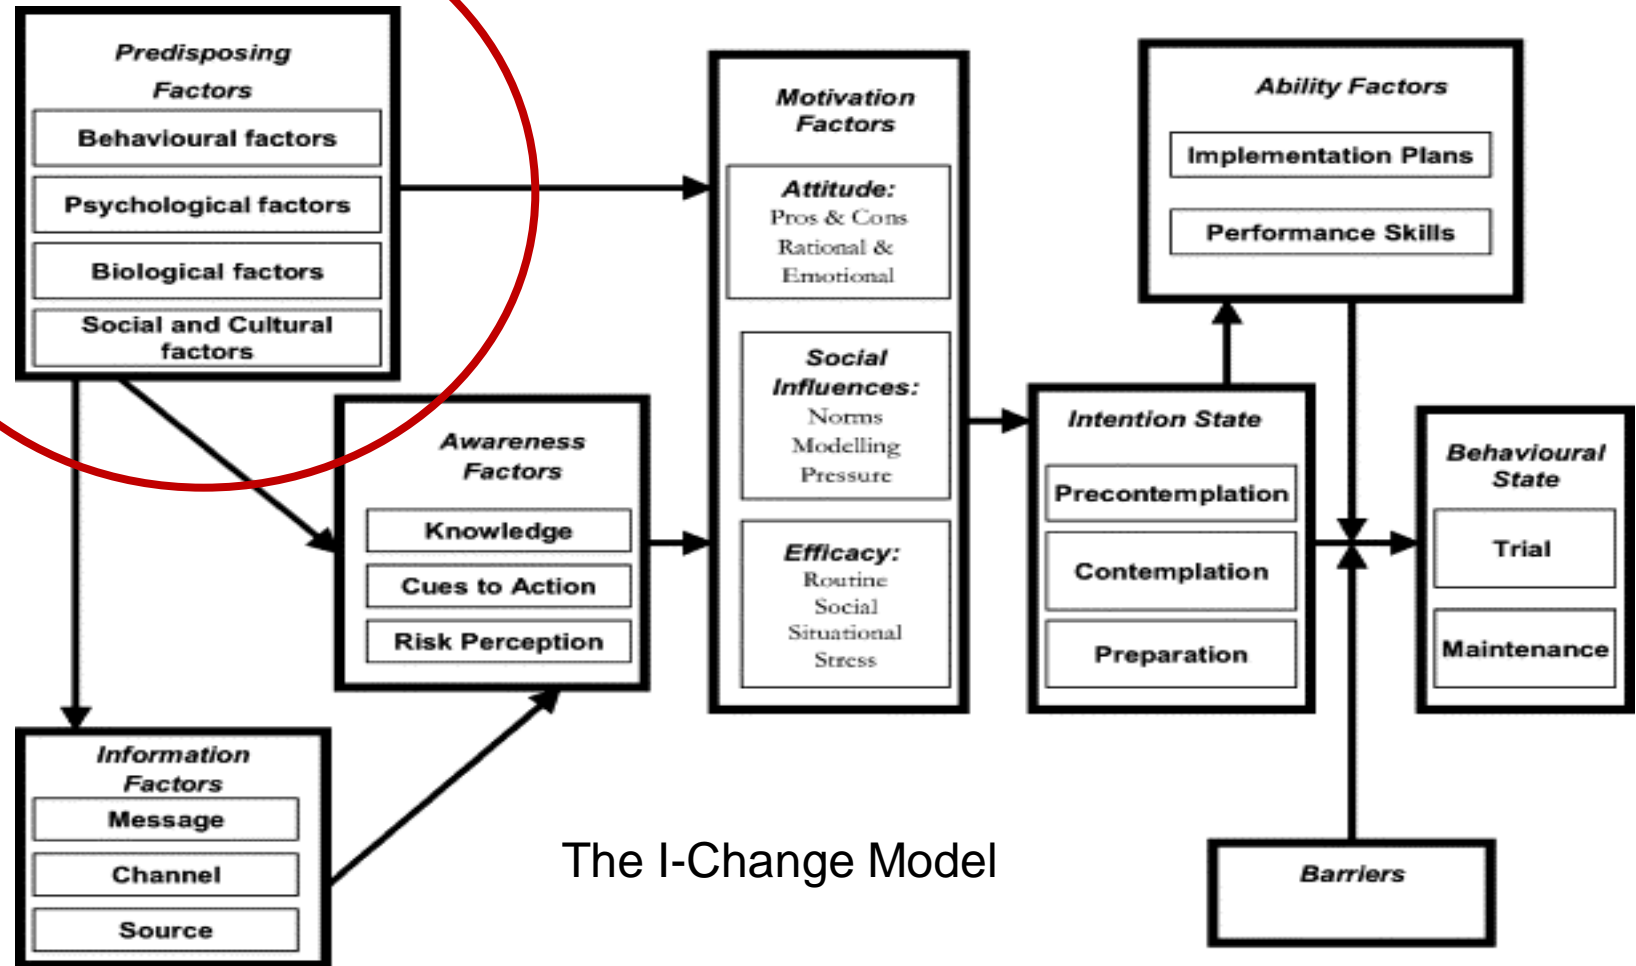 Predisposing
Factors
Behavioural factors
Psychological factors
Biological factors
Social and Cultural
factors
Awareness
Factors
Knowledge
Cues to Action
Risk Perception
Information
Factors
Message
Channel
Source
Motivation
Factors
Attitude:
Pros & Cons
Rational &
Emotional
Social
Influences:
Norms
Modelling
Pressure
Efficacy:
Routine
Social
Situational
Stress
Intention State
Precontemplation
Contemplation
Preparation
Ability Factors
Implementation Plans
Performance Skills
Behavioural
State
Trial
Maintenance
Barriers
The I-Change Model